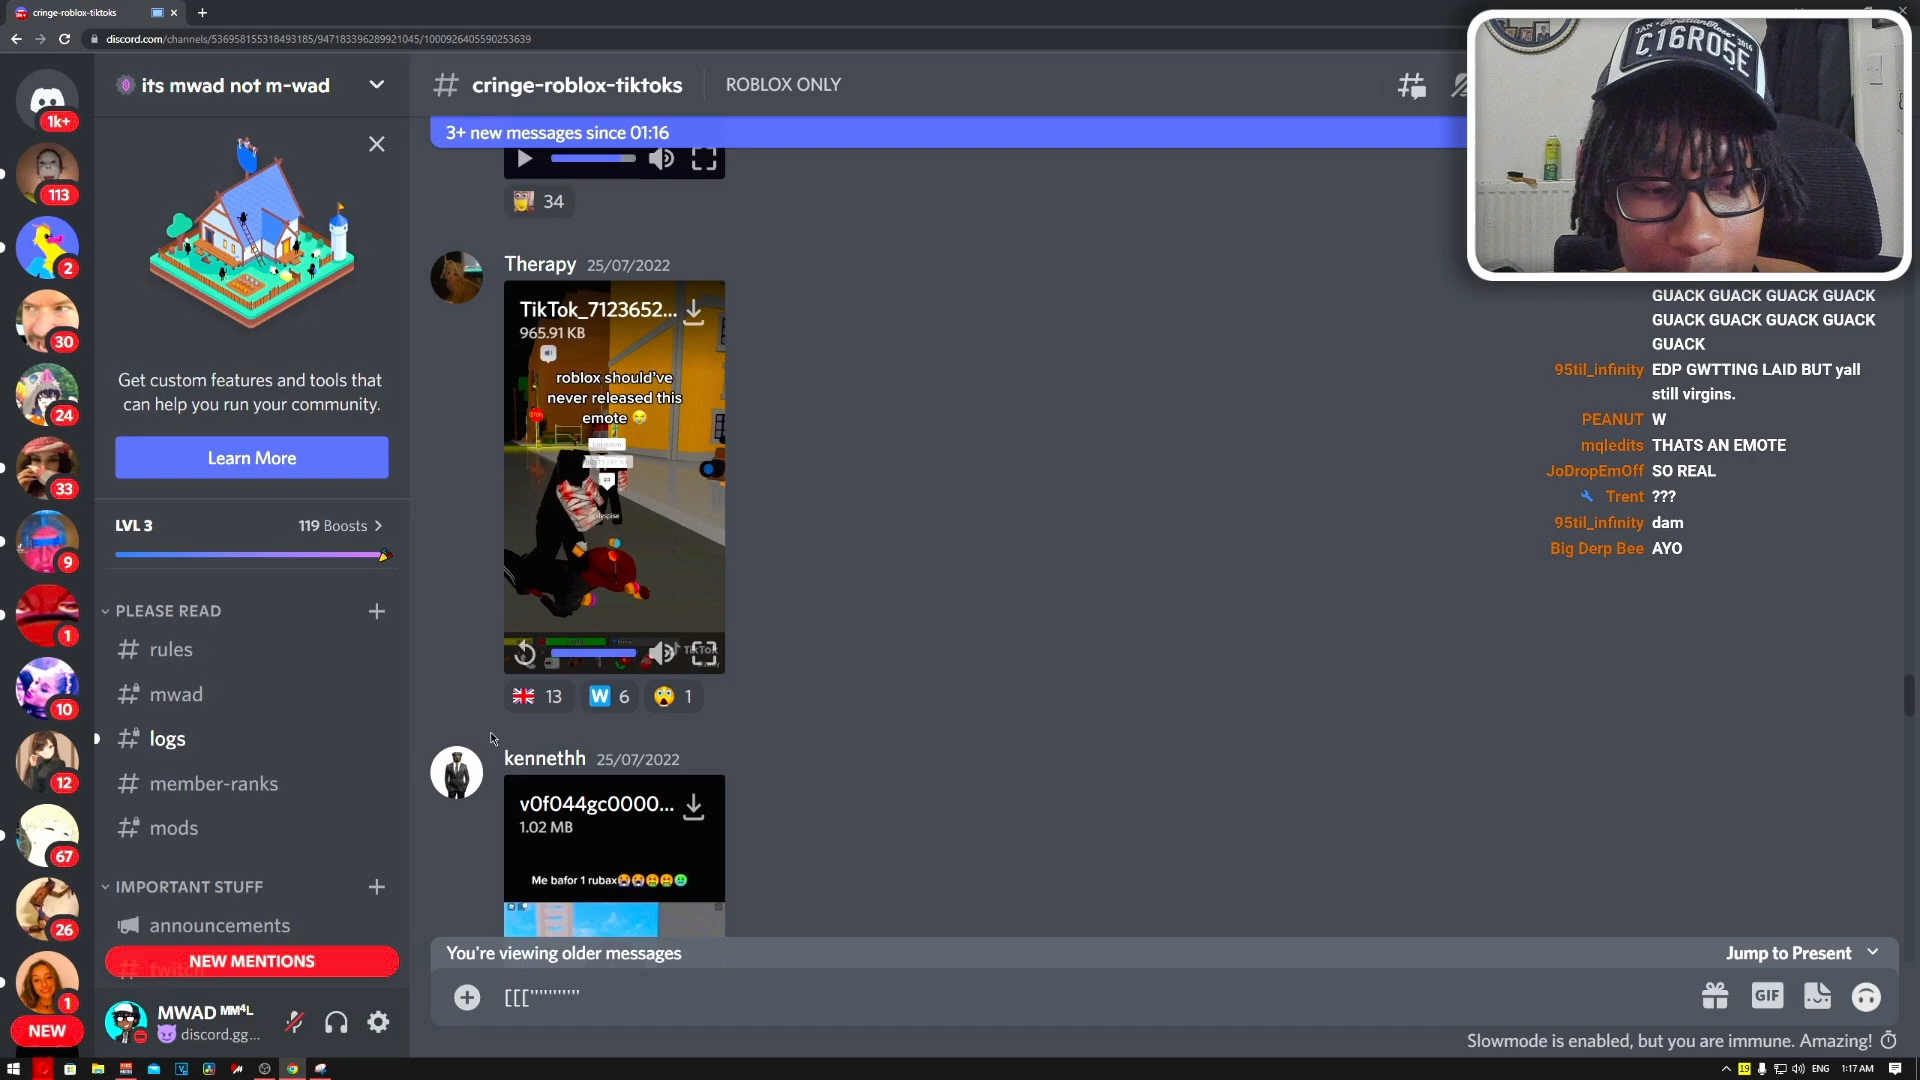 cringe-roblox-tiktoks
discord.com/channels/536958155318493185/947183396289921045/1000926405590253639
1k+
113
2
30
24
33
9
1
10
12
67
26
1
NEW
its mwad not m-wad
Get custom features and tools that
can help you run your community.
Learn More
LVL 3 119 Boosts
PLEASE READ
rules
mwad
logs
member-ranks
mods
IMPORTANT STUFF
announcements
NEW MENTIONS
twitch
MWAD MM4L
discord.gg...
# cringe-roblox-tiktoks ROBLOX ONLY
3+ new messages since 01:16
34
Therapy 25/07/2022
TikTok_7123652...
965.91 KB
roblox should've
never released this
emote 😭
despise
TikTok
13 W 6 1
kennethh 25/07/2022
v0f044gc0000...
1.02 MB
Me bafor 1 rubax
You're viewing older messages
Jump to Present
[[[''''''''''
GIF
Slowmode is enabled, but you are immune. Amazing!
C16ROSE
JAN
2016
GUACK GUACK GUACK GUACK
GUACK GUACK GUACK GUACK
GUACK
95til_infinity EDP GWTTING LAID BUT yall
still virgins.
PEANUT W
mqledits THATS AN EMOTE
JoDropEmOff SO REAL
Trent ???
95til_infinity dam
Big Derp Bee AYO
19
ENG
1:17 AM